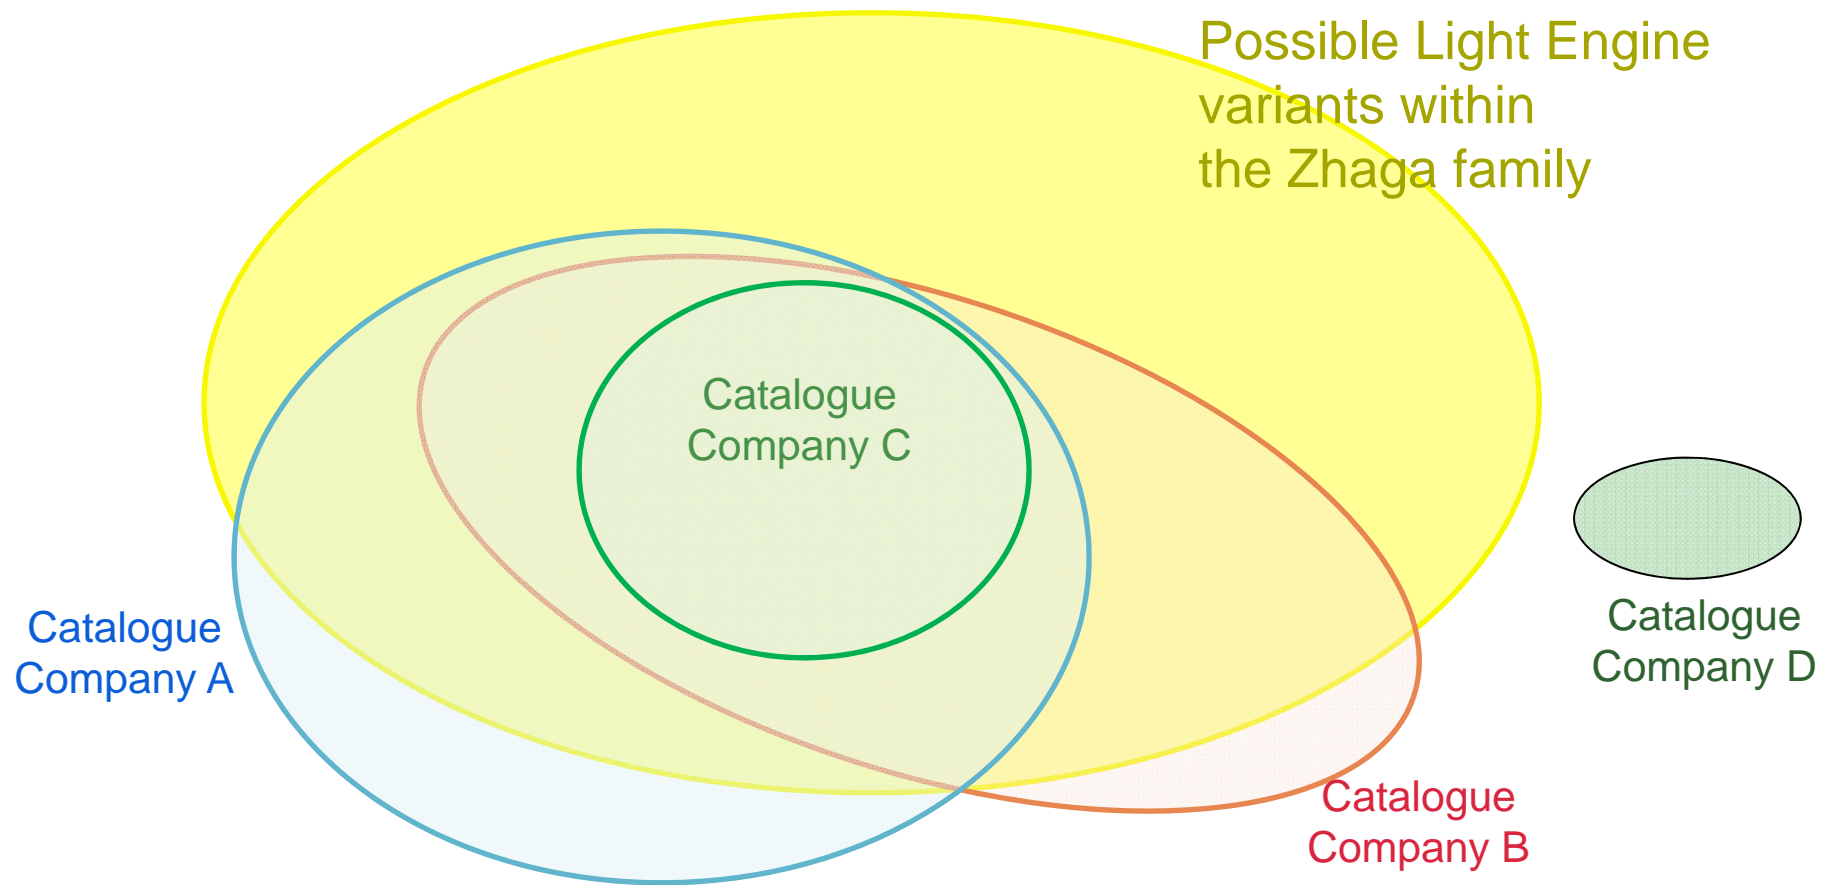 Possible Light Engine
variants within
the Zhaga family
Catalogue
Company C
Catalogue
Company A
Catalogue
Company D
Catalogue
Company B